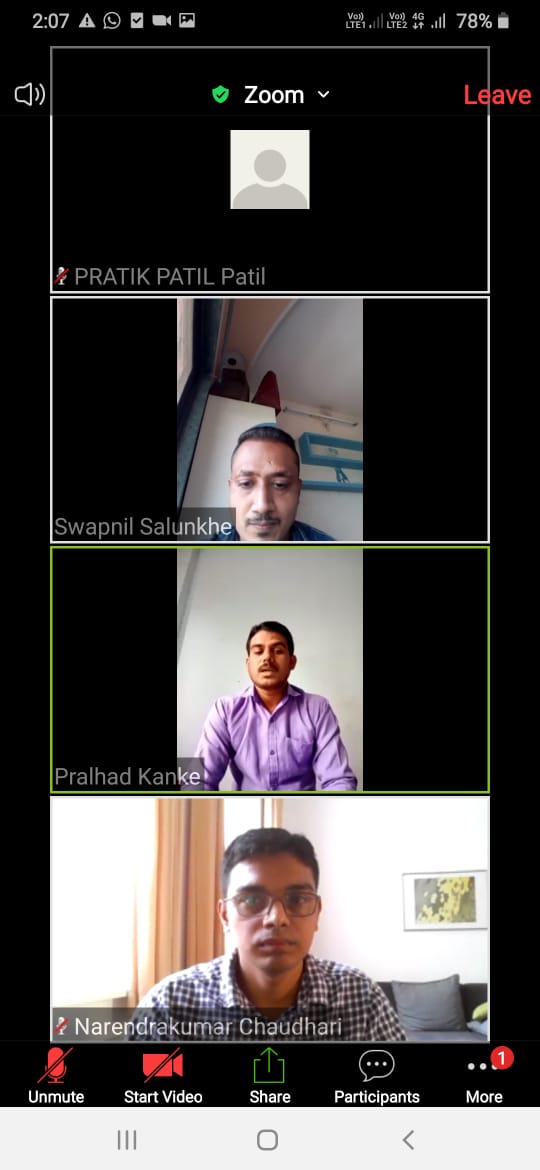 2:07 Vo)) LTE1 Vo)) LTE2 4G 78%
Zoom Leave
PRATIK PATIL Patil
Swapnil Salunkhe
Pralhad Kanke
Narendrakumar Chaudhari
1
Unmute Start Video Share Participants More